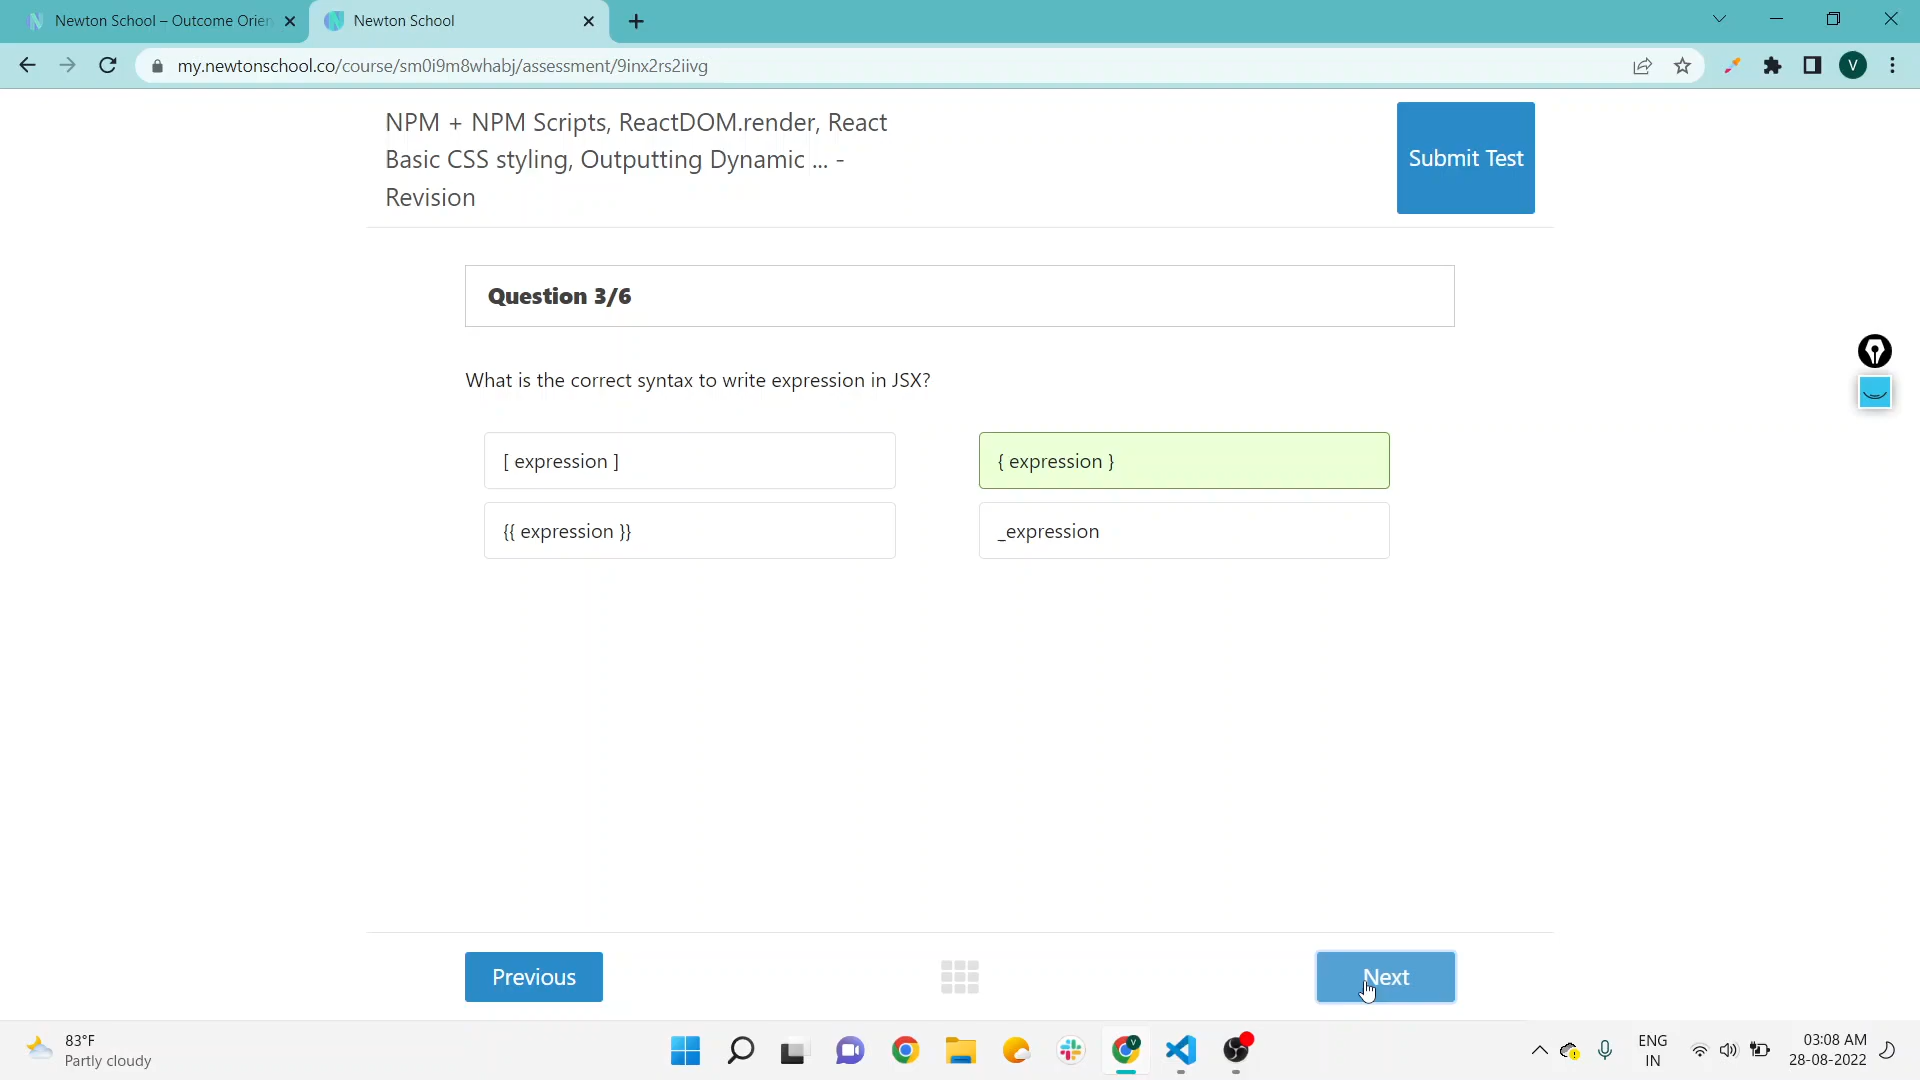 Newton School – Outcome Orien
Newton School
my.newtonschool.co/course/sm0i9m8whabj/assessment/9inx2rs2iivg
V
NPM + NPM Scripts, ReactDOM.render, React
Basic CSS styling, Outputting Dynamic ... -
Revision
Submit Test
Question 3/6
What is the correct syntax to write expression in JSX?
[ expression ]
{ expression }
{{ expression }}
_expression
Previous
Next
83°F
Partly cloudy
ENG
IN
03:08 AM
28-08-2022